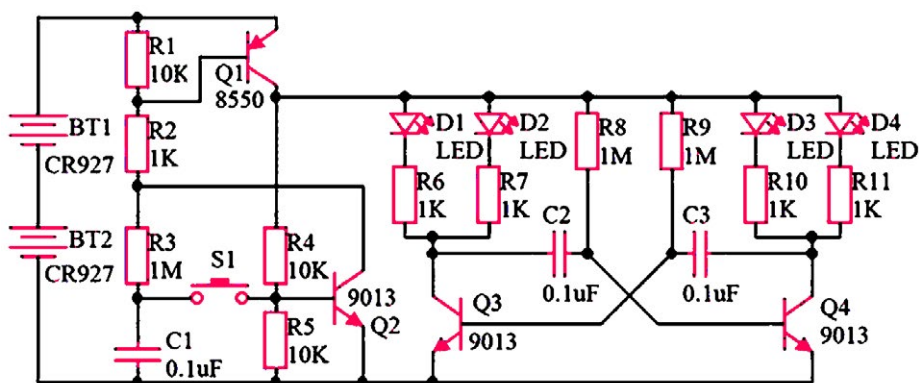 R1
10K
Q1
8550
BT1
CR927
R2
1K
D1
LED
D2
LED
R8
1M
R9
1M
D3
LED
D4
LED
R6
1K
R7
1K
R10
1K
R11
1K
C2
0.1uF
C3
0.1uF
BT2
CR927
R3
1M
S1
R4
10K
9013
Q2
R5
10K
C1
0.1uF
Q3
9013
Q4
9013